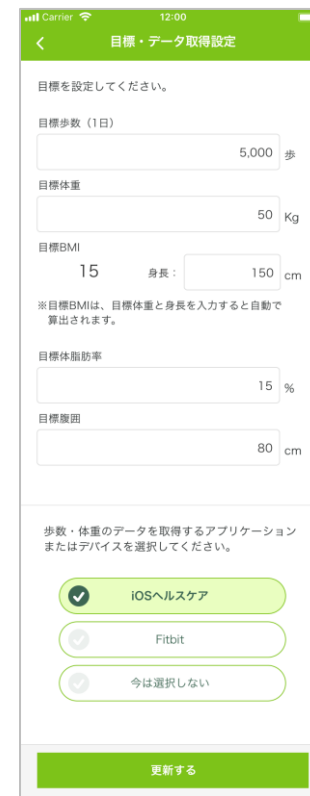 Carrier 12:00
目標・データ取得設定
目標を設定してください。
目標歩数（1日）
5,000 歩
目標体重
50 Kg
目標BMI
15 身長： 150 cm
※目標BMIは、目標体重と身長を入力すると自動で
算出されます。
目標体脂肪率
15 %
目標腹囲
80 cm
歩数・体重のデータを取得するアプリケーション
またはデバイスを選択してください。
iOSヘルスケア
Fitbit
今は選択しない
更新する